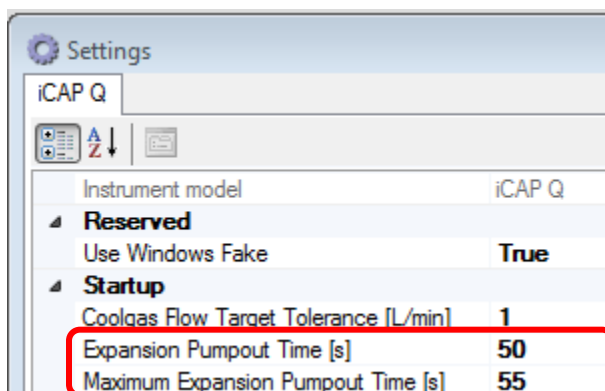 Settings
iCAP Q
A
Z
Instrument model iCAP Q
Reserved
Use Windows Fake True
Startup
Coolgas Flow Target Tolerance [L/min] 1
Expansion Pumpout Time [s] 50
Maximum Expansion Pumpout Time [s] 55